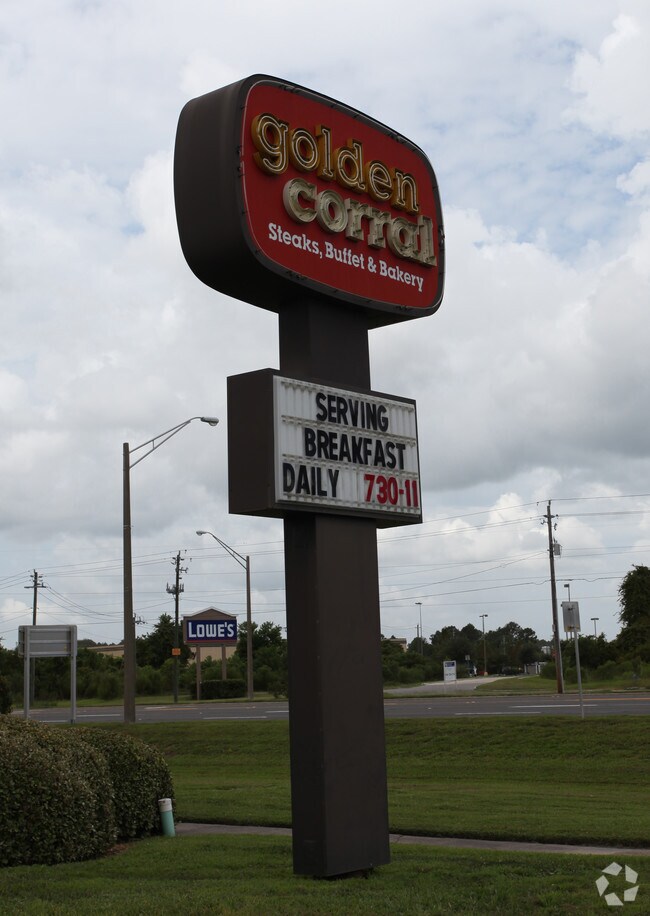 golden
corral
Steaks, Buffet & Bakery
SERVING
BREAKFAST
DAILY 730-11
LOWE'S